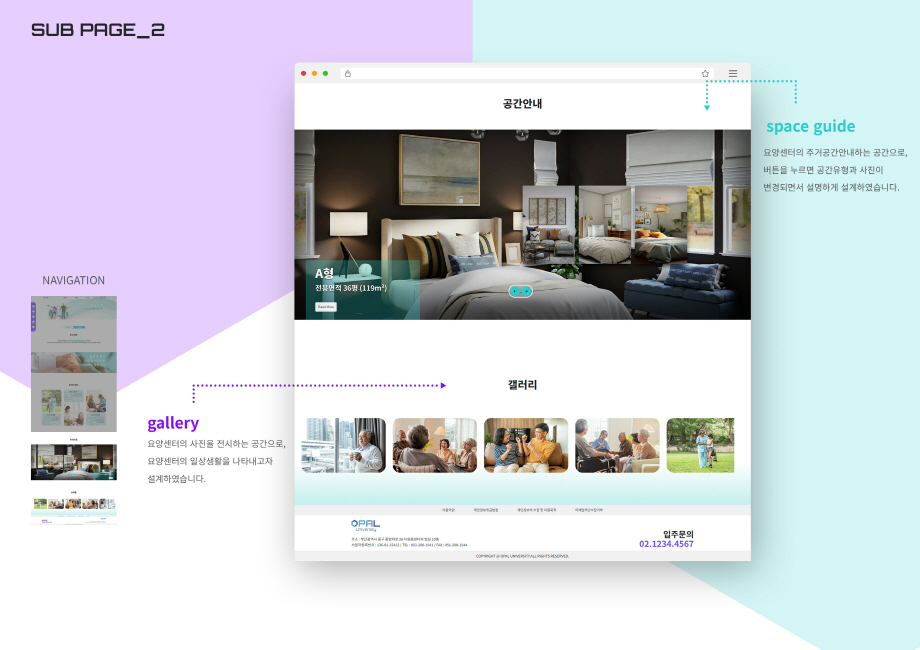 SUB PAGE_2
공간안내
space guide
요양센터의 주거공간안내하는 공간으로,
버튼을 누르면 공간유형과 사진이
변경되면서 설명하게 설계하였습니다.
A형
전용면적 36평 (119m²)
Read More
NAVIGATION
갤러리
gallery
요양센터의 사진을 전시하는 공간으로,
요양센터의 일상생활을 나타내고자
설계하였습니다.
이용약관
OPAL
입주문의
02.1234.4567
COPYRIGHT @ OPAL UNIVERSITY.ALL RIGHTS RESERVED.